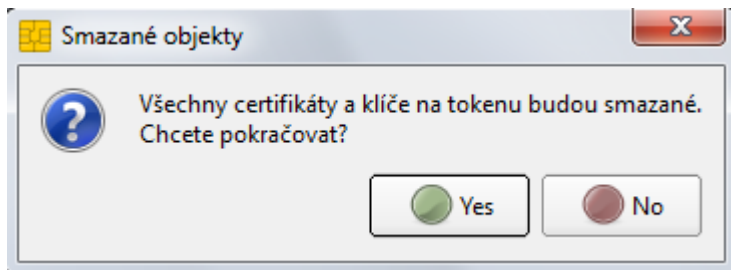 Smazané objekty
Všechny certifikáty a klíče na tokenu budou smazané.
Chcete pokračovat?
Yes
No